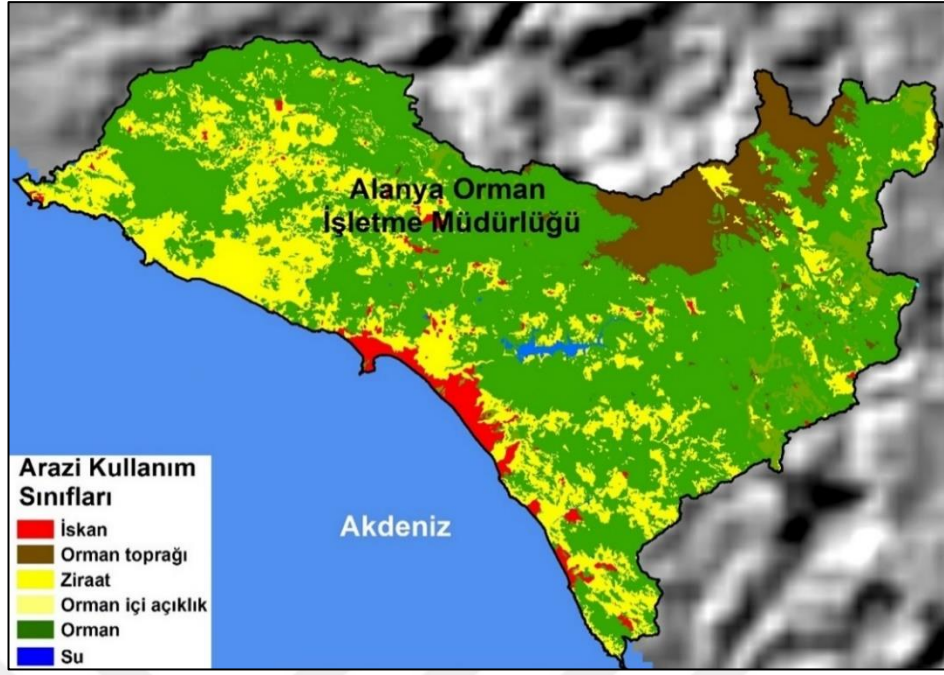 Alanya Orman
İşletme Müdürlüğü
Akdeniz
Arazi Kullanım
Sınıfları
İskan
Orman toprağı
Ziraat
Orman içi açıklık
Orman
Su